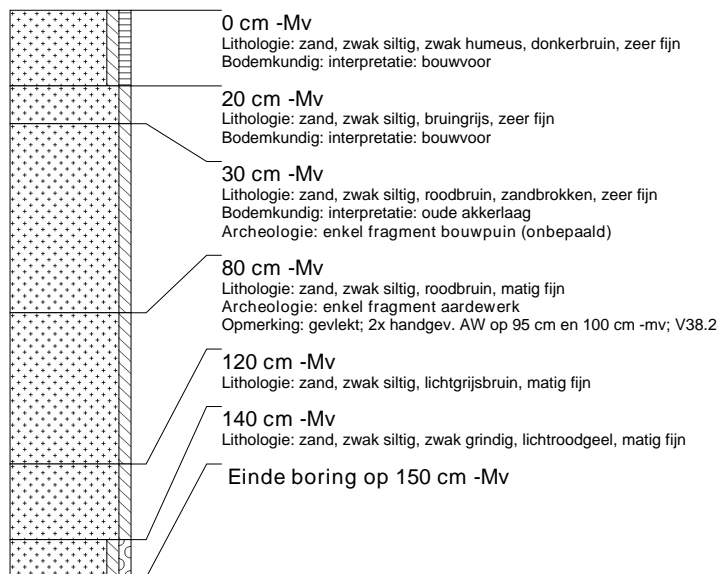 0 cm -Mv
Lithologie: zand, zwak siltig, zwak humeus, donkerbruin, zeer fijn
Bodemkundig: interpretatie: bouwvoor
20 cm -Mv
Lithologie: zand, zwak siltig, bruingrijs, zeer fijn
Bodemkundig: interpretatie: bouwvoor
30 cm -Mv
Lithologie: zand, zwak siltig, roodbruin, zandbrokken, zeer fijn
Bodemkundig: interpretatie: oude akkerlaag
Archeologie: enkel fragment bouwpuin (onbepaald)
80 cm -Mv
Lithologie: zand, zwak siltig, roodbruin, matig fijn
Archeologie: enkel fragment aardewerk
Opmerking: gevlekt; 2x handgev. AW op 95 cm en 100 cm -mv; V38.2
120 cm -Mv
Lithologie: zand, zwak siltig, lichtgrijsbruin, matig fijn
140 cm -Mv
Lithologie: zand, zwak siltig, zwak grindig, lichtroodgeel, matig fijn
Einde boring op 150 cm -Mv